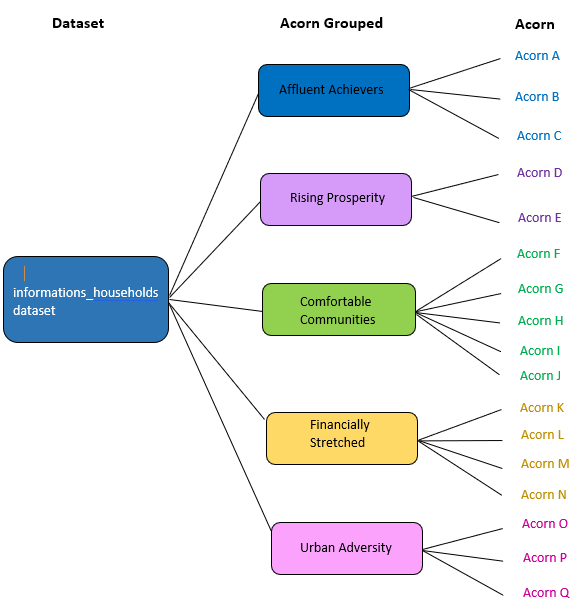 Dataset
Acorn Grouped
Acorn
informations_households
dataset
Affluent Achievers
Acorn A
Acorn B
Acorn C
Rising Prosperity
Acorn D
Acorn E
Comfortable
Communities
Acorn F
Acorn G
Acorn H
Acorn I
Acorn J
Financially
Stretched
Acorn K
Acorn L
Acorn M
Acorn N
Urban Adversity
Acorn O
Acorn P
Acorn Q